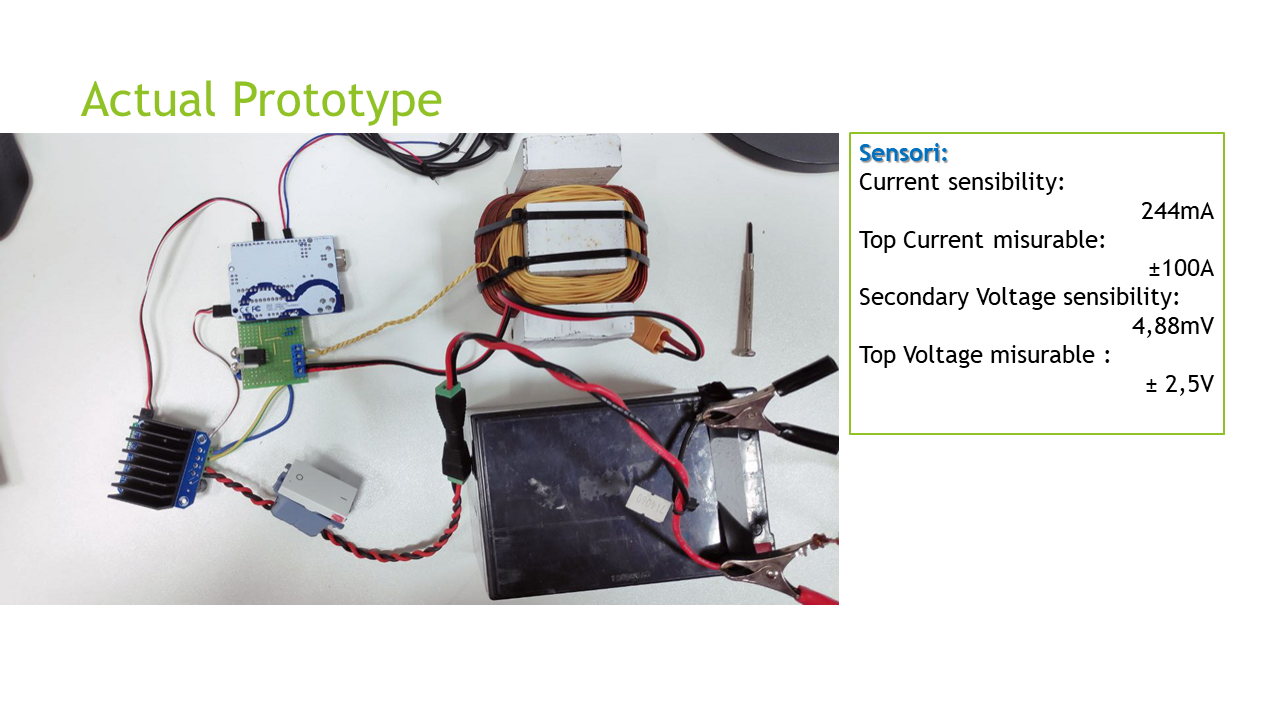 Actual Prototype
Sensori:
Current sensibility:
244mA
Top Current misurable:
±100A
Secondary Voltage sensibility:
4,88mV
Top Voltage misurable :
± 2,5V